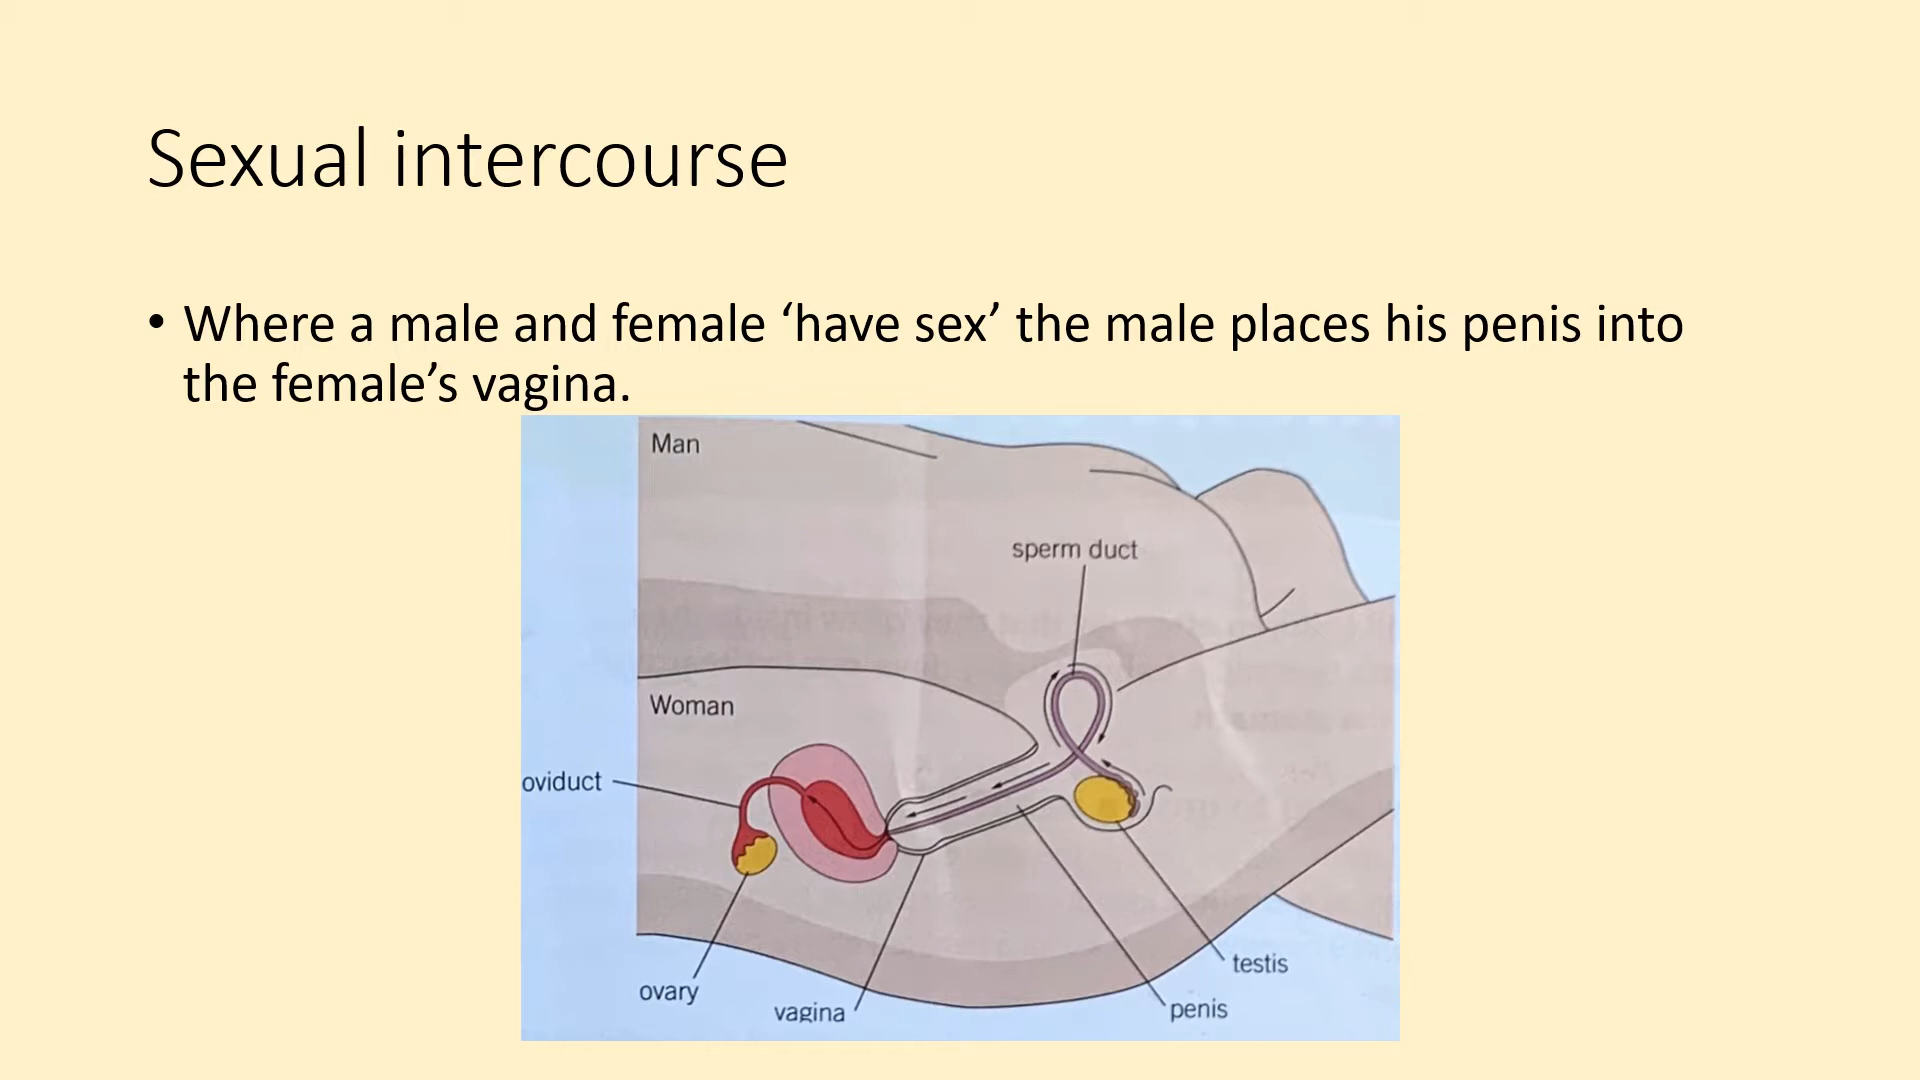 Sexual intercourse
• Where a male and female ‘have sex’ the male places his penis into
the female’s vagina.
Man
sperm duct
Woman
oviduct
testis
ovary
vagina
penis